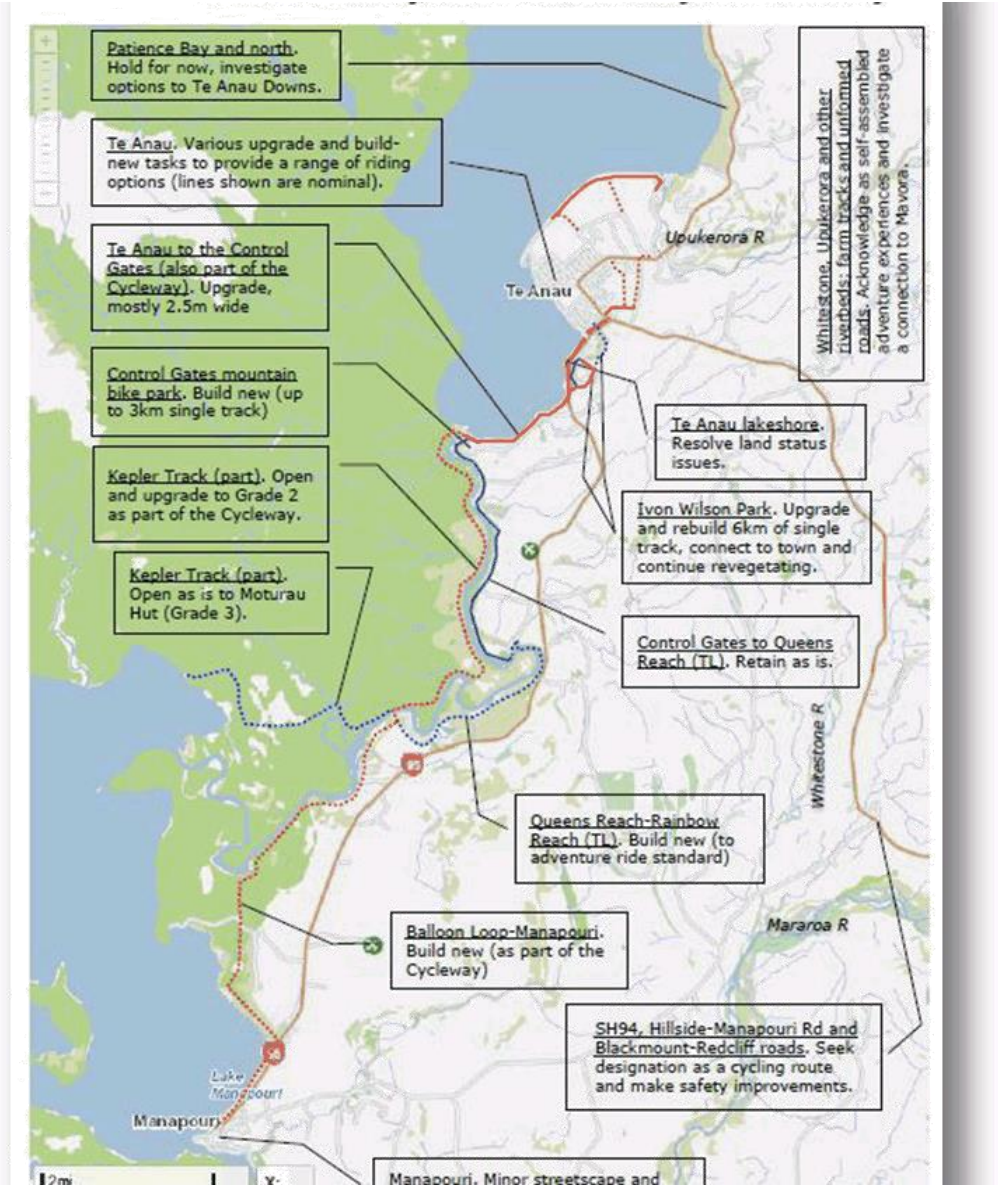 Patience Bay and north.
Hold for now, investigate
options to Te Anau Downs.
Te Anau. Various upgrade and build-
new tasks to provide a range of riding
options (lines shown are nominal).
Te Anau to the Control
Gates (also part of the
Cycleway). Upgrade,
mostly 2.5m wide
Control Gates mountain
bike park. Build new (up
to 3km single track)
Kepler Track (part). Open
and upgrade to Grade 2
as part of the Cycleway.
Kepler Track (part).
Open as is to Moturau
Hut (Grade 3).
Whitestone, Upukerora and other
riverbeds; farm tracks and unformed
roads. Acknowledge as self-assembled
adventure experiences and investigate
a connection to Mavora.
Upukerora R
Te Anau
Te Anau lakeshore.
Resolve land status
issues.
Ivon Wilson Park. Upgrade
and rebuild 6km of single
track, connect to town and
continue revegetating.
Control Gates to Queens
Reach (TL). Retain as is.
Whitestone R
95
Queens Reach-Rainbow
Reach (TL). Build new (to
adventure ride standard)
Balloon Loop-Manapouri.
Build new (as part of the
Cycleway)
Mararoa R
SH94, Hillside-Manapouri Rd and
Blackmount-Redcliff roads. Seek
designation as a cycling route
and make safety improvements.
Lake
Manapouri
Manapouri
2mi
X:
Manapouri. Minor streetscape and